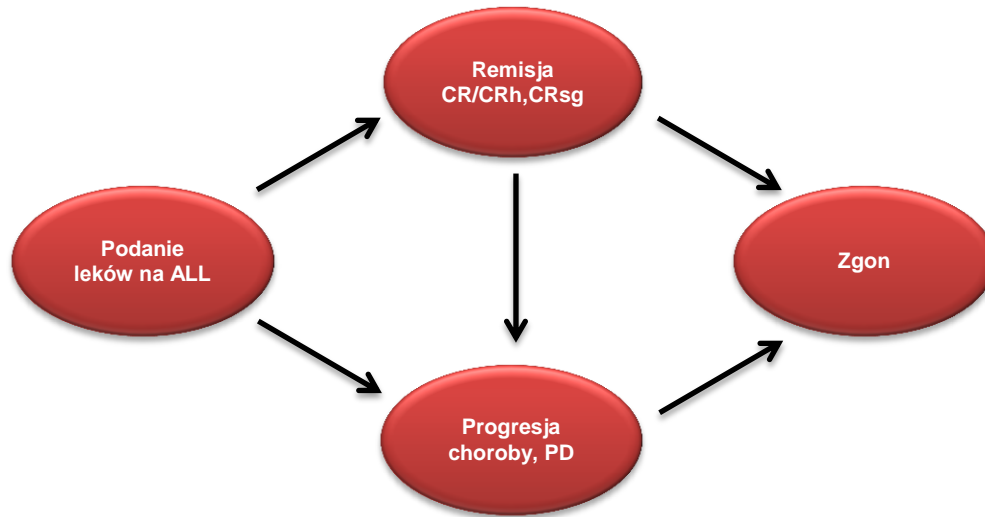 Remisja
CR/CRh,CRsg
Podanie
leków na ALL
Zgon
Progresja
choroby, PD